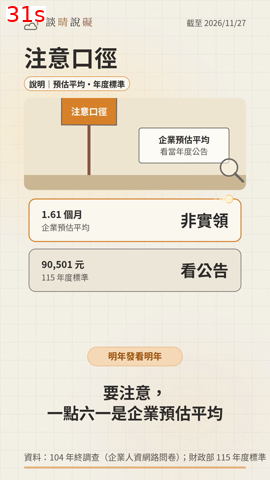 31s
談晴說礙
截至 2026/11/27
注意口徑
說明｜預估平均・年度標準
注意口徑
企業預估平均
看當年度公告
1.61 個月
企業預估平均
非實領
90,501 元
115 年度標準
看公告
明年發看明年
要注意，
一點六一是企業預估平均
資料：104 年終調查（企業人資網路問卷）；財政部 115 年度標